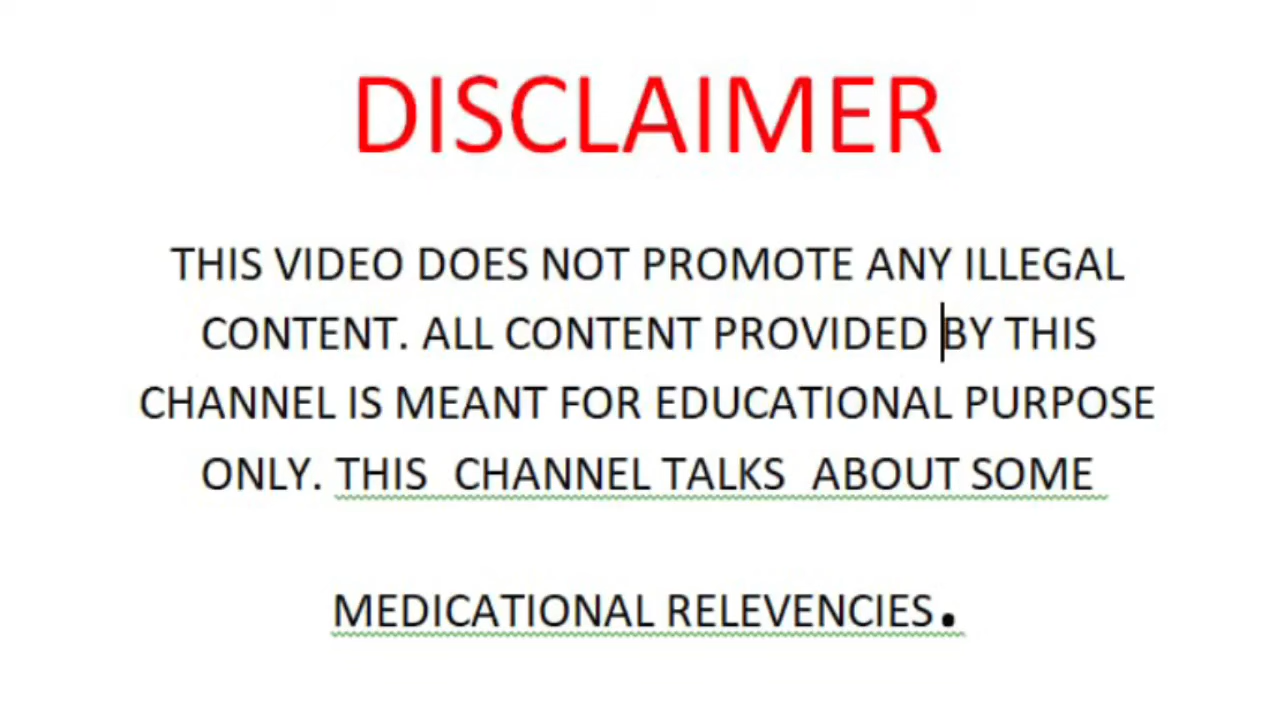 DISCLAIMER
THIS VIDEO DOES NOT PROMOTE ANY ILLEGAL
CONTENT. ALL CONTENT PROVIDED BY THIS
CHANNEL IS MEANT FOR EDUCATIONAL PURPOSE
ONLY. THIS CHANNEL TALKS ABOUT SOME
MEDICATIONAL RELEVENCIES.